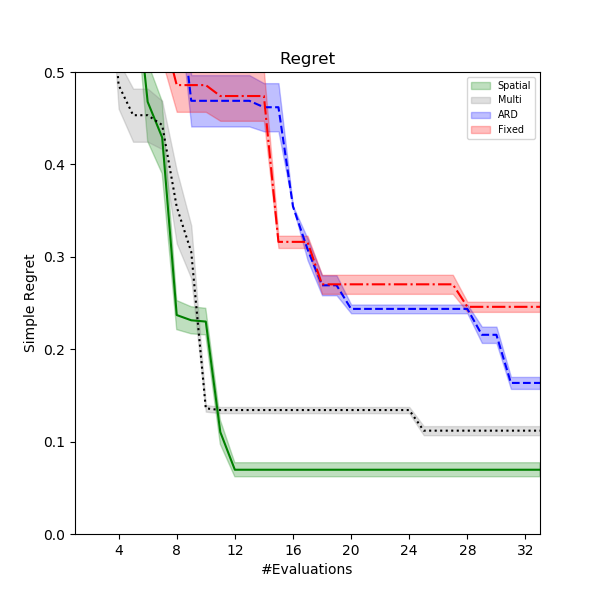 Regret
0.5
0.4
0.3
0.2
0.1
0.0
Simple Regret
Spatial
Multi
ARD
Fixed
4 8 12 16 20 24 28 32
#Evaluations